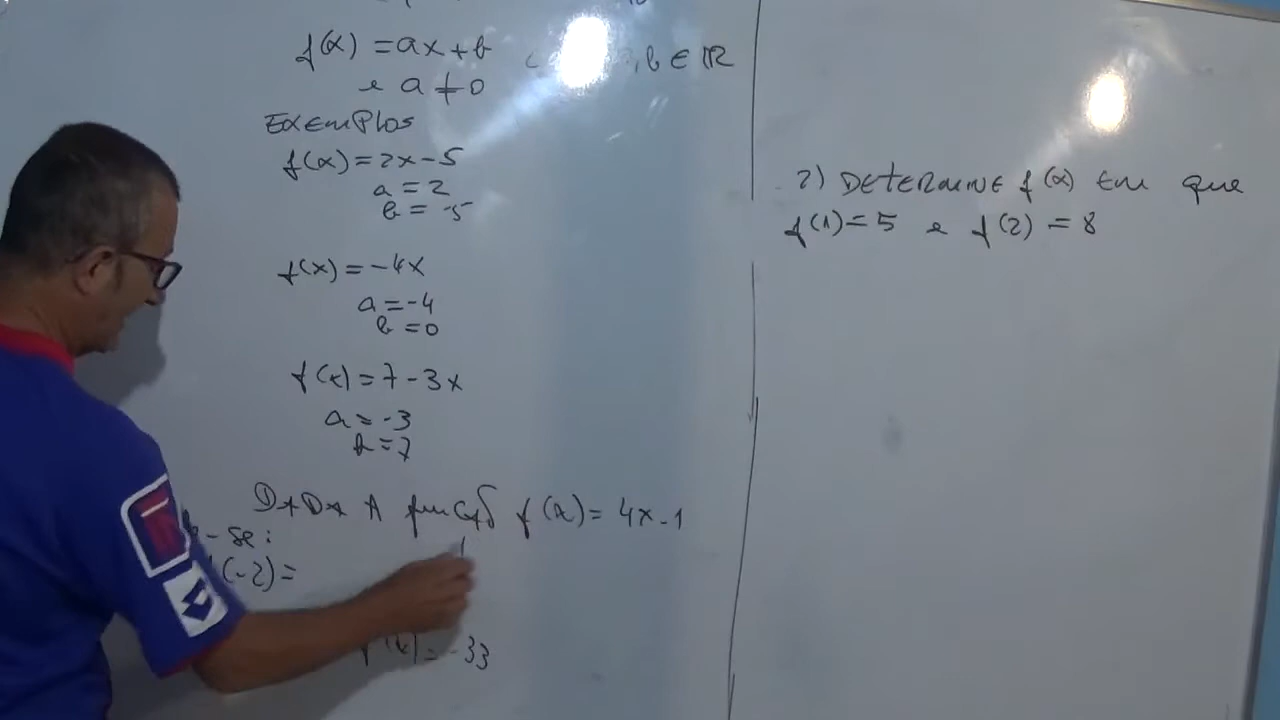 f(x) = ax + b , b ∈ ℝ
e a ≠ 0
EXEMPlos
f(x) = 2x - 5
a = 2
b = -5
f(x) = -4x
a = -4
b = 0
f(x) = 7 - 3x
a = -3
b = 7
DADA A função f(x) = 4x - 1
-se:
(-2) =
f(x) = -33
2) DETERMINE f(x) Em que
f(1) = 5 e f(2) = 8